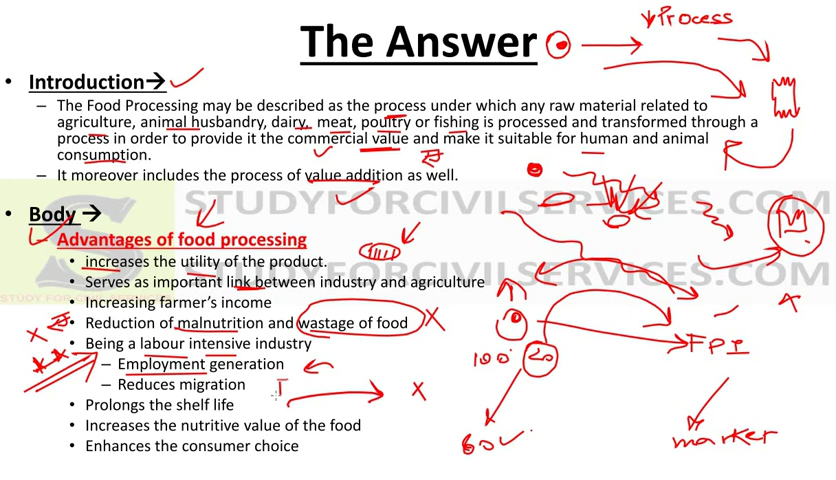 The Answer
↓Process
• Introduction→
– The Food Processing may be described as the process under which any raw material related to
agriculture, animal husbandry, dairy, meat, poultry or fishing is processed and transformed through a
process in order to provide it the commercial value and make it suitable for human and animal
consumption.
– It moreover includes the process of value addition as well.
STUDYFORCIVILSERVICES.COM
• Body →
Advantages of food processing
• increases the utility of the product.
• Serves as important link between industry and agriculture
STUDYFORCIVILSERVICES.COM
• Increasing farmer's income
• Reduction of malnutrition and wastage of food
• Being a labour intensive industry
– Employment generation
– Reduces migration
• Prolongs the shelf life
• Increases the nutritive value of the food
• Enhances the consumer choice
100
20
FPI
60
market